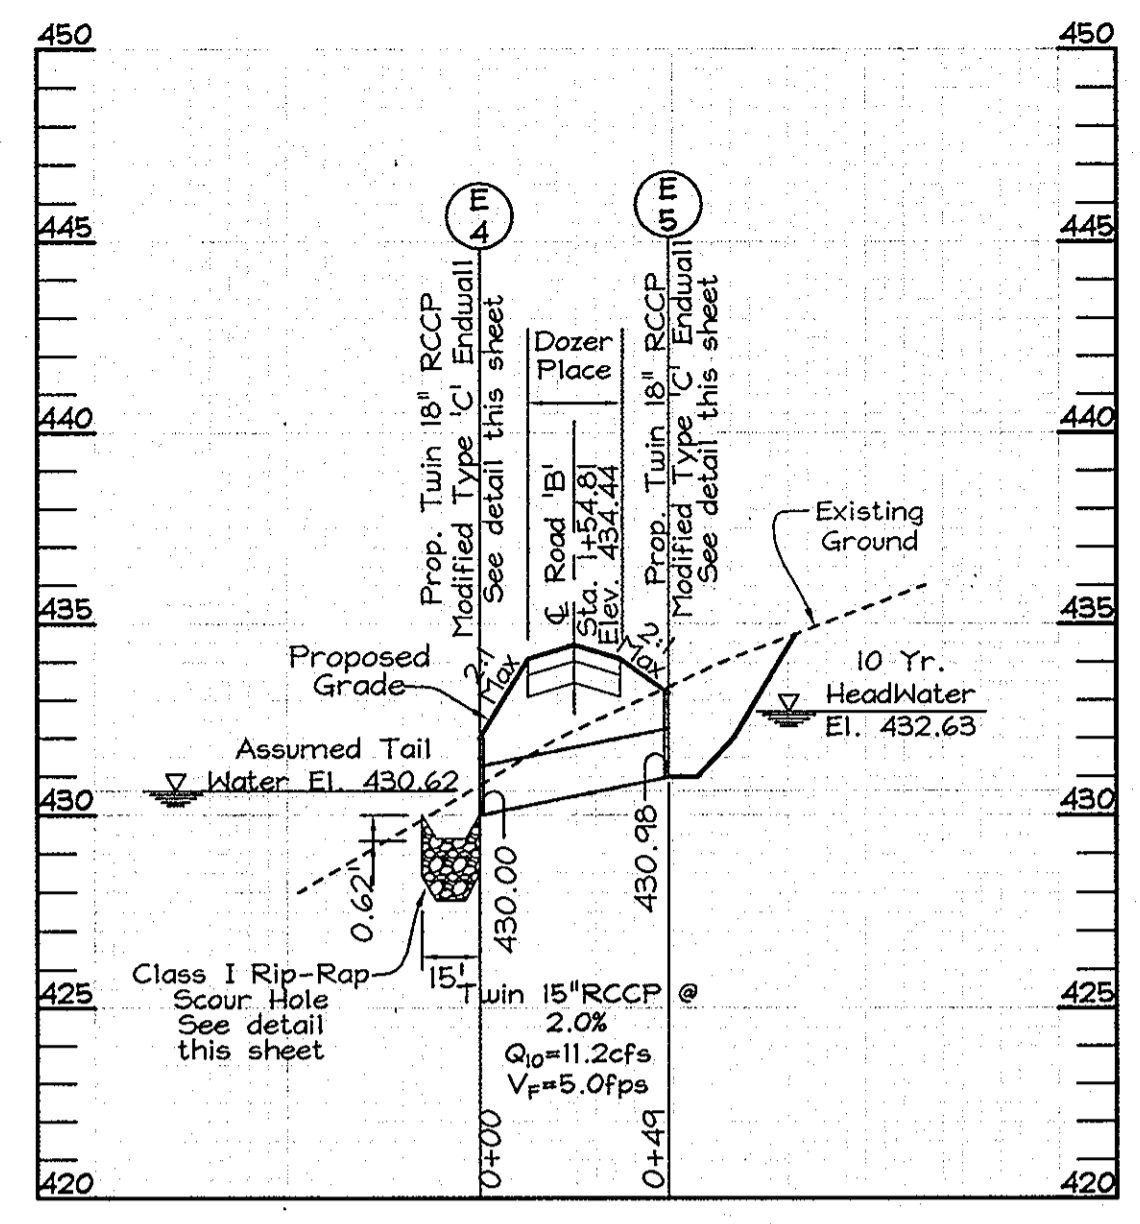 450
450
E
4
E
5
445
445
Prop. Twin 18" RCCP
Modified Type 'C' Endwall
See detail this sheet
Dozer
Place
Prop. Twin 18" RCCP
Modified Type 'C' Endwall
See detail this sheet
440
440
℄ Road 'B'
Sta. 1+54.81
Elev. 434.44
Existing
Ground
435
435
2:1
Max
2:1
Max
Proposed
Grade
10 Yr.
HeadWater
El. 432.63
Assumed Tail
Water El. 430.62
430
430
0.62'
430.00
430.98
15'
Class I Rip-Rap
Scour Hole
See detail
this sheet
425
425
Twin 15"RCCP @
2.0%
Q10=11.2cfs
VF=5.0fps
0+00
0+49
420
420